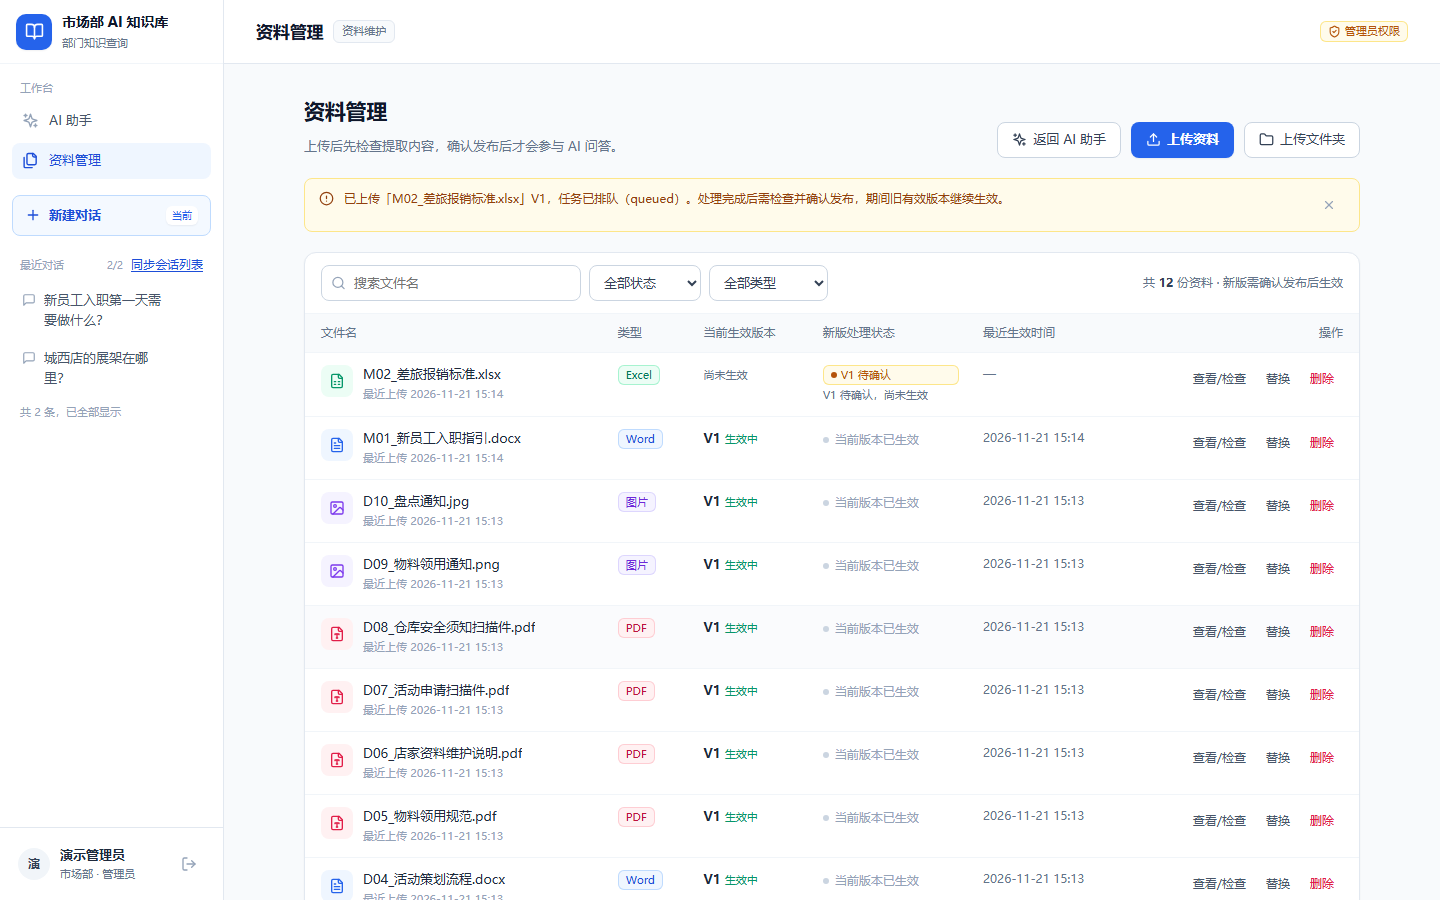 市场部 AI 知识库
部门知识查询
工作台
AI 助手
资料管理
新建对话 当前
最近对话 2/2 同步会话列表
新员工入职第一天需
要做什么?
城西店的展架在哪
里?
共 2 条，已全部显示
演 演示管理员
市场部 · 管理员
资料管理 资料维护
管理员权限
资料管理
上传后先检查提取内容，确认发布后才会参与 AI 问答。
返回 AI 助手 上传资料 上传文件夹
已上传「M02_差旅报销标准.xlsx」V1，任务已排队（queued）。处理完成后需检查并确认发布，期间旧有效版本继续生效。
搜索文件名 全部状态 全部类型 共 12 份资料 · 新版需确认发布后生效
文件名 类型 当前生效版本 新版处理状态 最近生效时间 操作
M02_差旅报销标准.xlsx Excel 尚未生效 V1 待确认 — 查看/检查 替换 删除
最近上传 2026-11-21 15:14 V1 待确认，尚未生效
M01_新员工入职指引.docx Word V1 生效中 当前版本已生效 2026-11-21 15:14 查看/检查 替换 删除
最近上传 2026-11-21 15:14
D10_盘点通知.jpg 图片 V1 生效中 当前版本已生效 2026-11-21 15:13 查看/检查 替换 删除
最近上传 2026-11-21 15:13
D09_物料领用通知.png 图片 V1 生效中 当前版本已生效 2026-11-21 15:13 查看/检查 替换 删除
最近上传 2026-11-21 15:13
D08_仓库安全须知扫描件.pdf PDF V1 生效中 当前版本已生效 2026-11-21 15:13 查看/检查 替换 删除
最近上传 2026-11-21 15:13
D07_活动申请扫描件.pdf PDF V1 生效中 当前版本已生效 2026-11-21 15:13 查看/检查 替换 删除
最近上传 2026-11-21 15:13
D06_店家资料维护说明.pdf PDF V1 生效中 当前版本已生效 2026-11-21 15:13 查看/检查 替换 删除
最近上传 2026-11-21 15:13
D05_物料领用规范.pdf PDF V1 生效中 当前版本已生效 2026-11-21 15:13 查看/检查 替换 删除
最近上传 2026-11-21 15:13
D04_活动策划流程.docx Word V1 生效中 当前版本已生效 2026-11-21 15:13 查看/检查 替换 删除
最近上传 2026-11-21 15:13